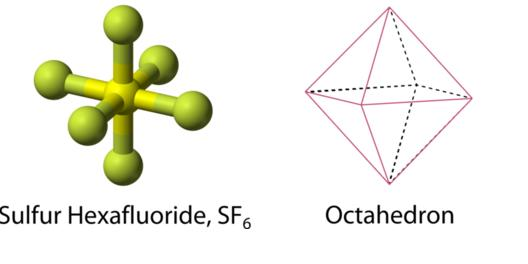 Sulfur Hexafluoride, SF₆
Octahedron